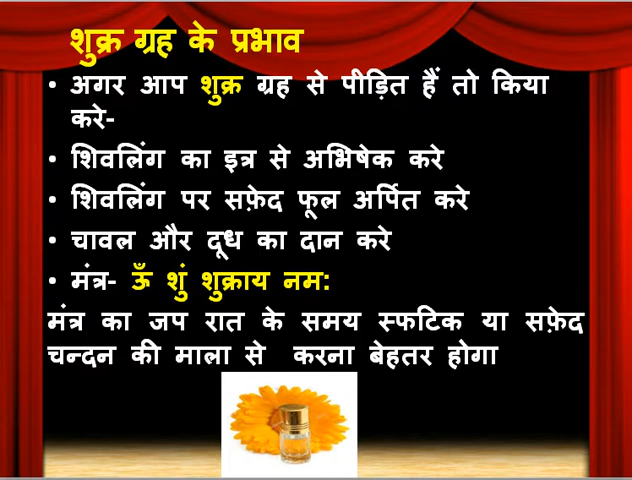 शुक्र ग्रह के प्रभाव
• अगर आप शुक्र ग्रह से पीड़ित हैं तो किया
करे-
• शिवलिंग का इत्र से अभिषेक करे
• शिवलिंग पर सफ़ेद फूल अर्पित करे
• चावल और दूध का दान करे
• मंत्र- ऊँ शुं शुक्राय नम:
मंत्र का जप रात के समय स्फटिक या सफ़ेद
चन्दन की माला से करना बेहतर होगा